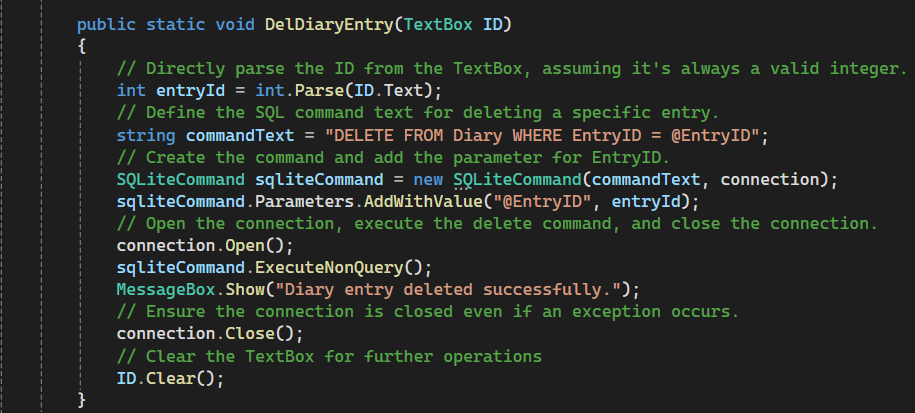 public static void DelDiaryEntry(TextBox ID)
{
// Directly parse the ID from the TextBox, assuming it's always a valid integer.
int entryId = int.Parse(ID.Text);
// Define the SQL command text for deleting a specific entry.
string commandText = "DELETE FROM Diary WHERE EntryID = @EntryID";
// Create the command and add the parameter for EntryID.
SQLiteCommand sqliteCommand = new SQLiteCommand(commandText, connection);
sqliteCommand.Parameters.AddWithValue("@EntryID", entryId);
// Open the connection, execute the delete command, and close the connection.
connection.Open();
sqliteCommand.ExecuteNonQuery();
MessageBox.Show("Diary entry deleted successfully.");
// Ensure the connection is closed even if an exception occurs.
connection.Close();
// Clear the TextBox for further operations
ID.Clear();
}